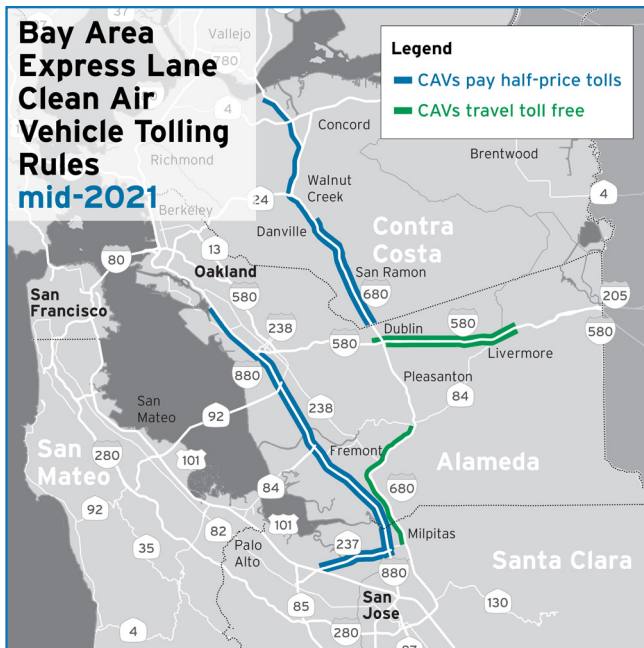 Bay Area
Express Lane
Clean Air
Vehicle Tolling
Rules
mid-2021
Legend
CAVs pay half-price tolls
CAVs travel toll free
37
37
Vallejo
780
4
Concord
Richmond
Brentwood
4
Walnut
Creek
Berkeley
24
Danville
Contra
Costa
13
80
Oakland
San Ramon
680
580
205
San
Francisco
238
Dublin
580
580
580
Livermore
880
Pleasanton
San
Mateo
92
238
84
280
101
Fremont
San
Mateo
Alameda
84
680
92
101
82
237
Milpitas
35
Palo
Alto
Santa Clara
880
85
San
Jose
130
4
280
87